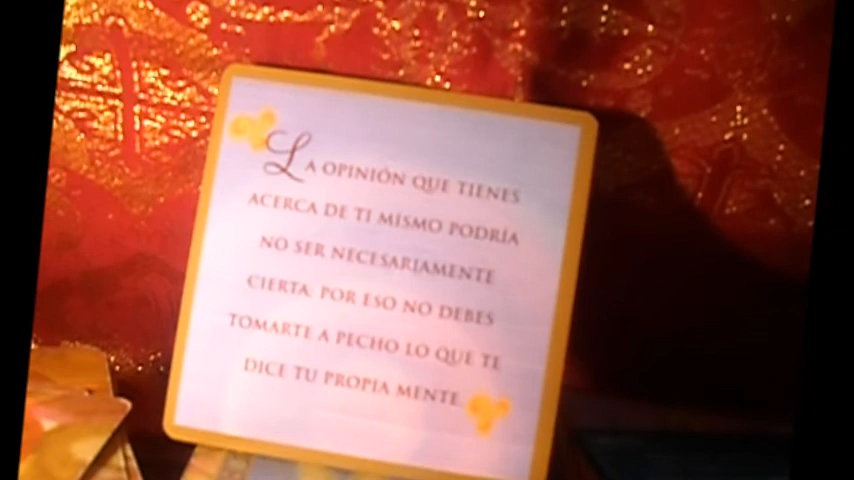 LA OPINIÓN QUE TIENES
ACERCA DE TI MISMO PODRÍA
NO SER NECESARIAMENTE
CIERTA, POR ESO NO DEBES
TOMARTE A PECHO LO QUE TE
DICE TU PROPIA MENTE.